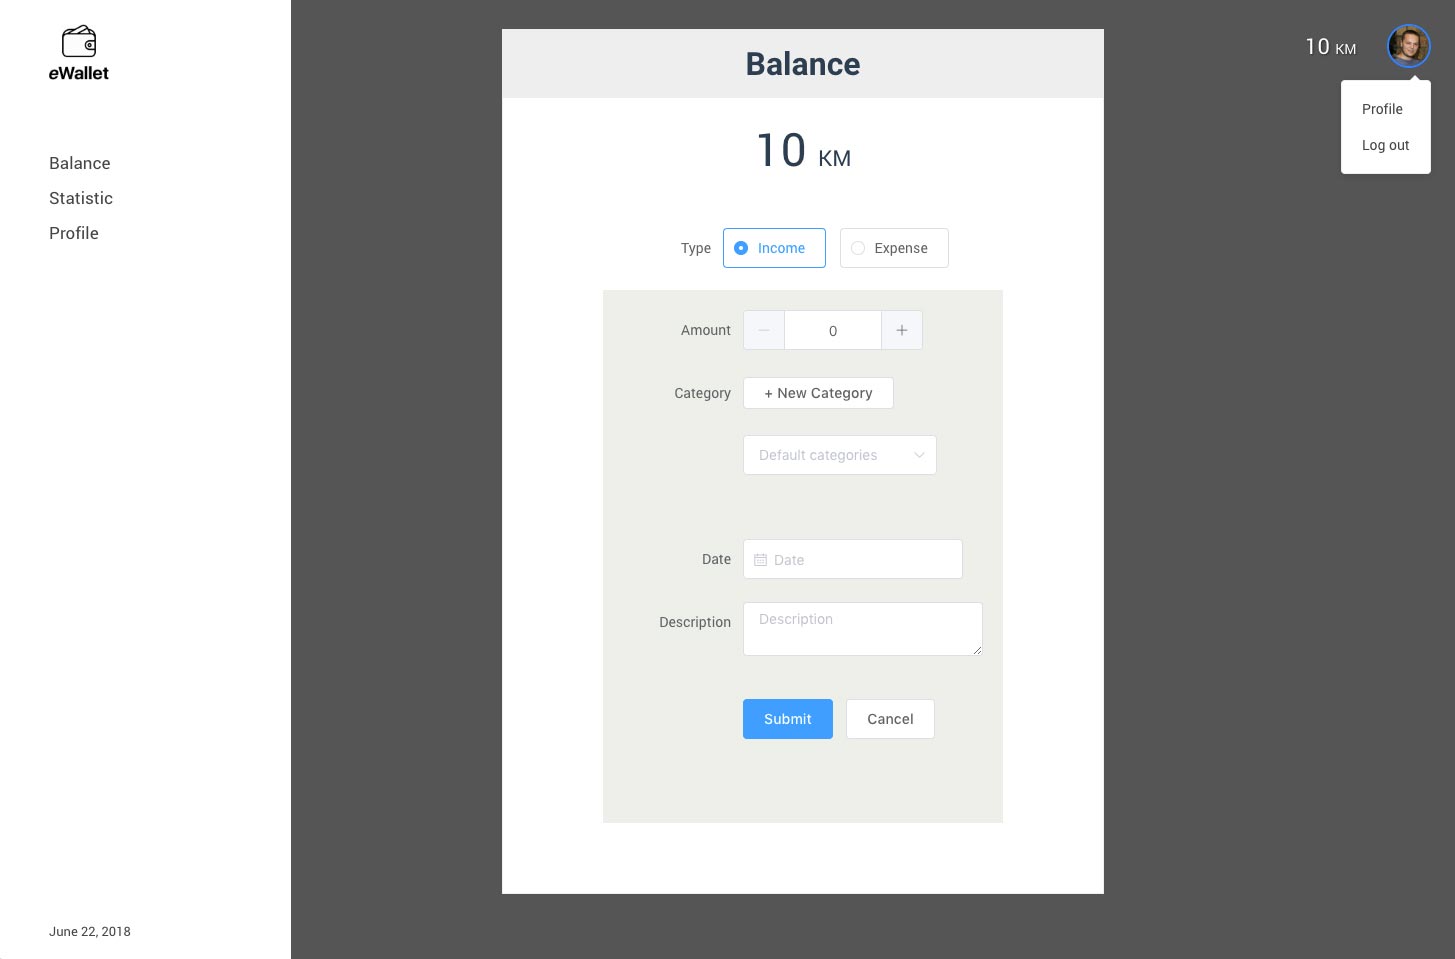 eWallet
Balance
Statistic
Profile
June 22, 2018
Balance
10 KM
Type Income Expense
Amount 0
Category + New Category
Default categories
Date Date
Description Description
Submit Cancel
10 KM
Profile
Log out